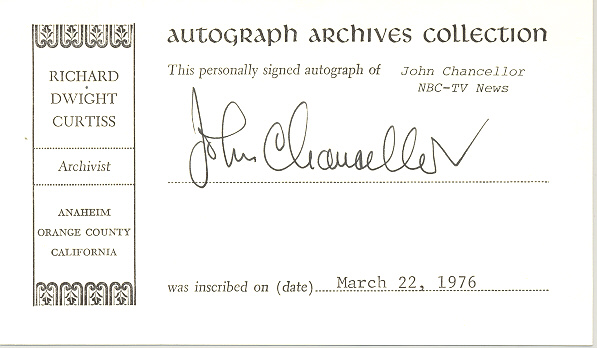 RICHARD
DWIGHT
CURTISS
Archivist
ANAHEIM
ORANGE COUNTY
CALIFORNIA
AUTOGRAPH ARCHIVES COLLECTION
This personally signed autograph of John Chancellor
NBC-TV News
John Chancellor
was inscribed on (date) March 22, 1976